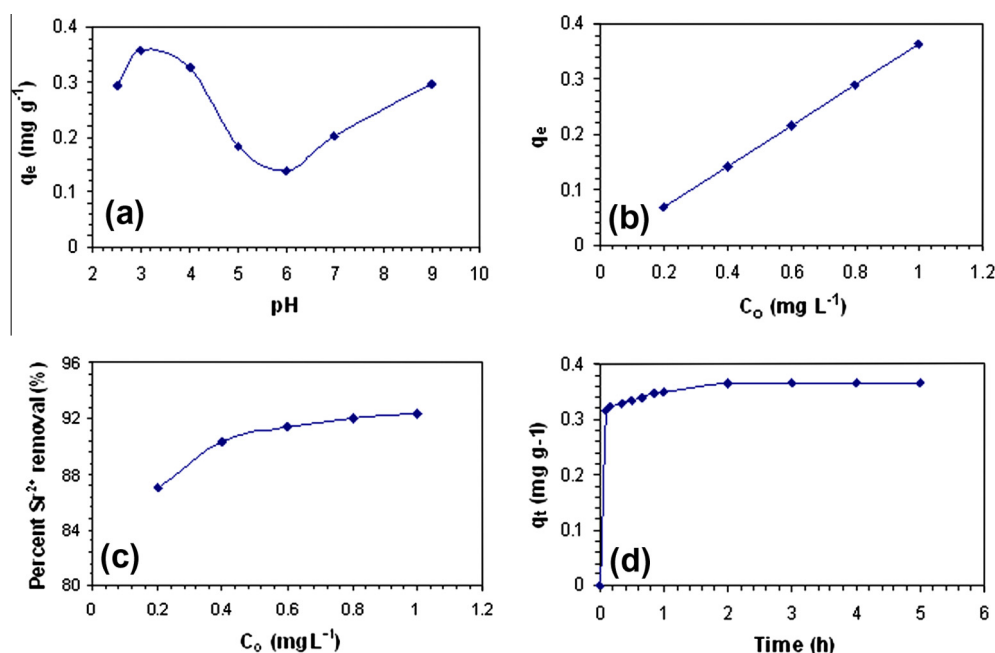 0.4
0.3
0.2
0.1
0
qₑ (mg g⁻¹)
(a)
2 3 4 5 6 7 8 9 10
pH
0.4
0.3
0.2
0.1
0
qₑ
(b)
0 0.2 0.4 0.6 0.8 1 1.2
Cₒ (mg L⁻¹)
96
92
88
84
80
Percent Sr²⁺ removal (%)
(c)
0 0.2 0.4 0.6 0.8 1 1.2
Cₒ (mgL⁻¹)
0.4
0.3
0.2
0.1
0
qₜ (mg g-1)
(d)
0 1 2 3 4 5 6
Time (h)